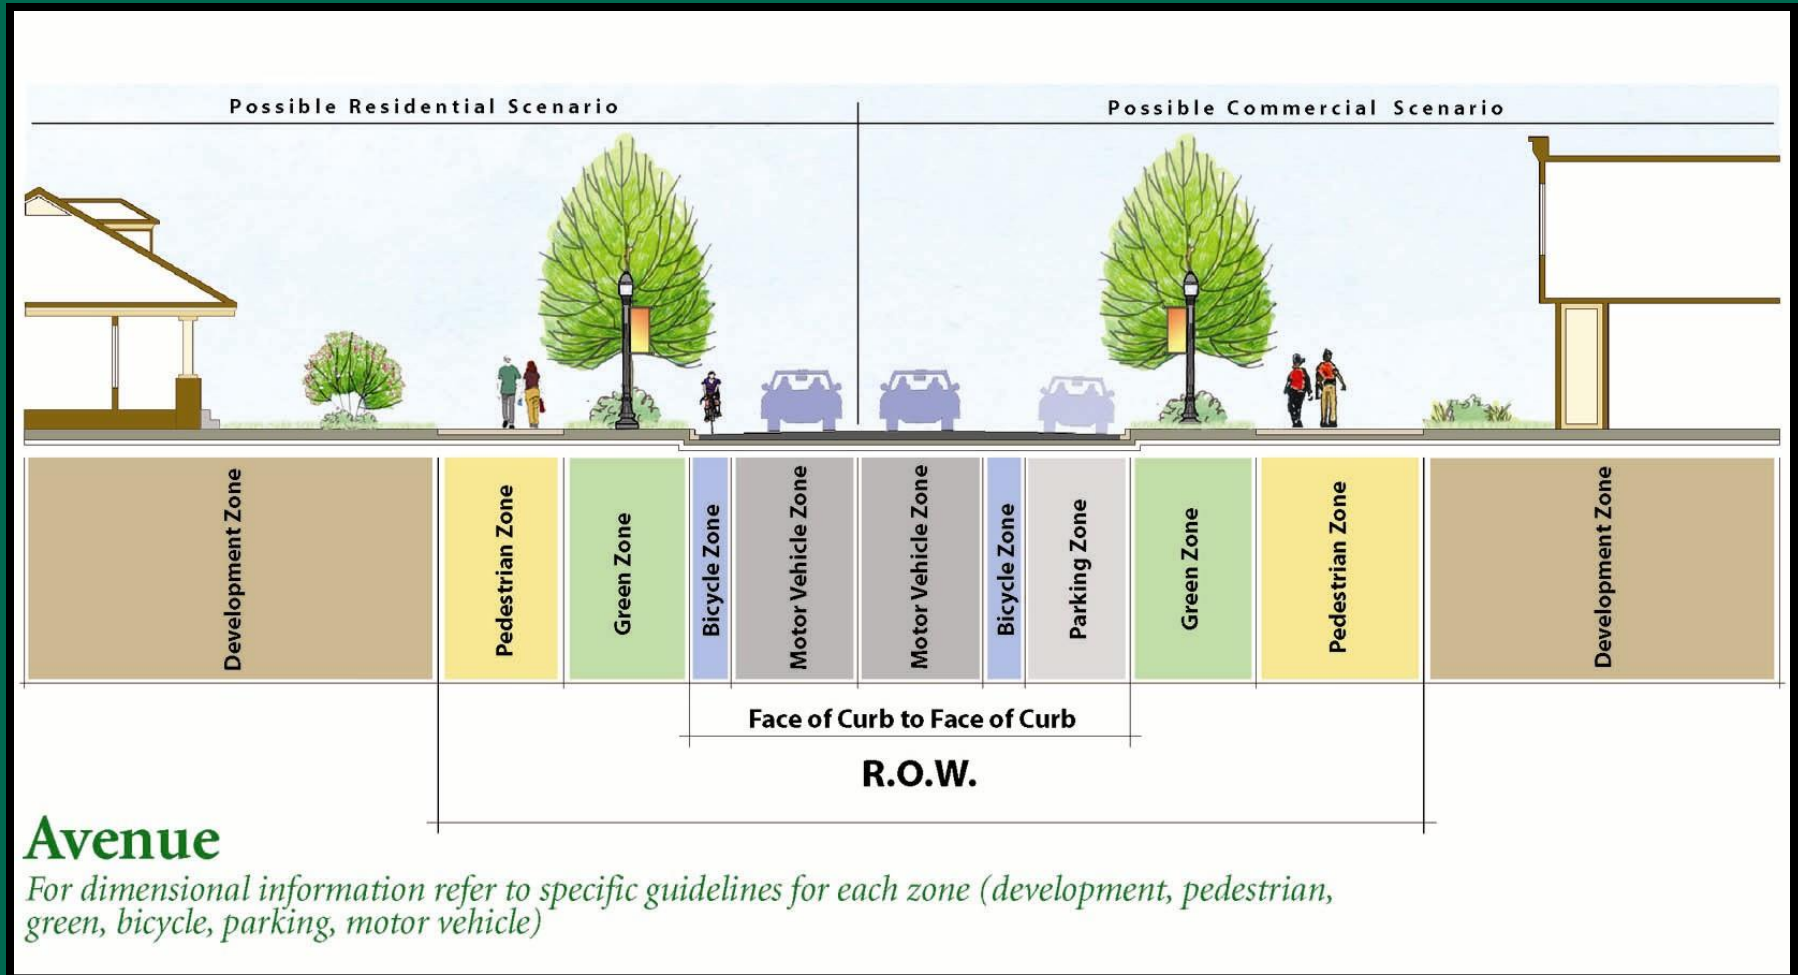 Possible Residential Scenario
Possible Commercial Scenario
Development Zone
Pedestrian Zone
Green Zone
Bicycle Zone
Motor Vehicle Zone
Motor Vehicle Zone
Bicycle Zone
Parking Zone
Green Zone
Pedestrian Zone
Development Zone
Face of Curb to Face of Curb
R.O.W.
Avenue
For dimensional information refer to specific guidelines for each zone (development, pedestrian,
green, bicycle, parking, motor vehicle)